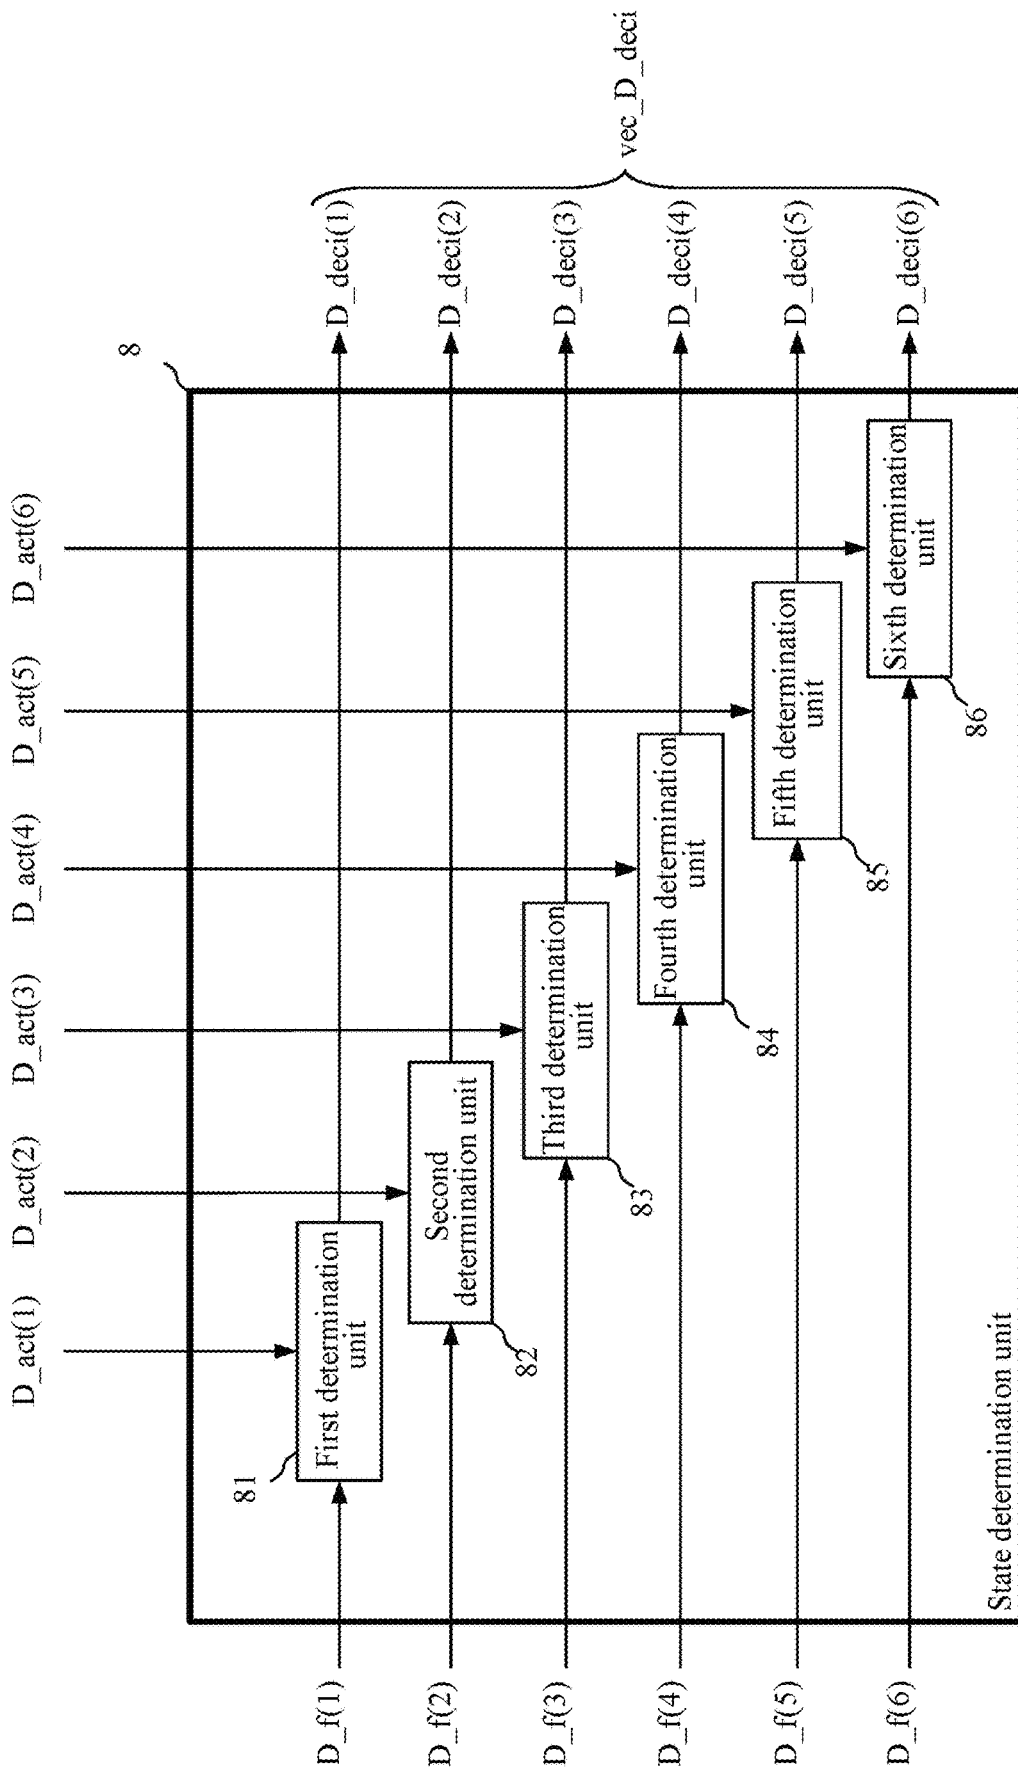 D_act(1)
D_act(2)
D_act(3)
D_act(4)
D_act(5)
D_act(6)
8
81
First determination
unit
82
Second
determination unit
83
Third determination
unit
84
Fourth determination
unit
85
Fifth determination
unit
86
Sixth determination
unit
D_f(1)
D_f(2)
D_f(3)
D_f(4)
D_f(5)
D_f(6)
D_deci(1)
D_deci(2)
D_deci(3)
D_deci(4)
D_deci(5)
D_deci(6)
vec_D_deci
State determination unit